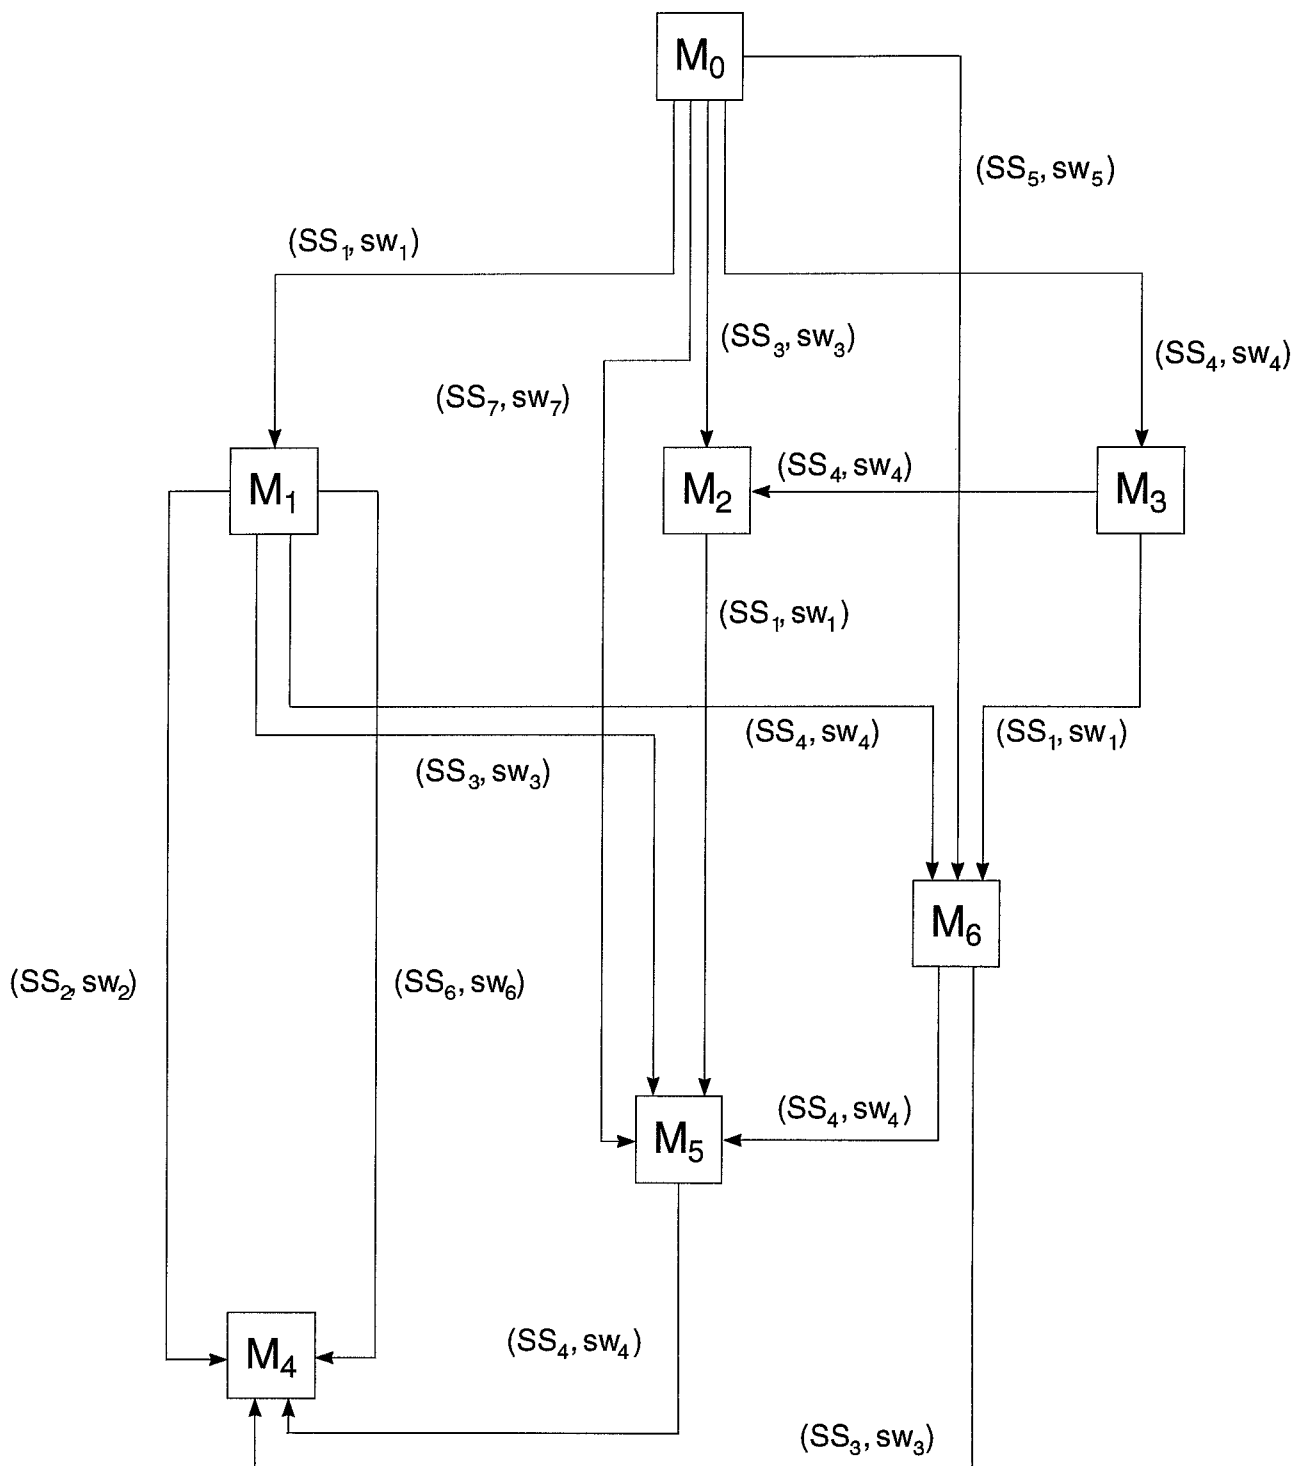 M₀
(SS₅, sw₅)
(SS₁, sw₁)
(SS₃, sw₃)
(SS₄, sw₄)
(SS₇, sw₇)
M₁
M₂
(SS₄, sw₄)
M₃
(SS₁, sw₁)
(SS₄, sw₄)
(SS₁, sw₁)
(SS₃, sw₃)
M₆
(SS₂, sw₂)
(SS₆, sw₆)
(SS₄, sw₄)
M₅
(SS₄, sw₄)
M₄
(SS₃, sw₃)